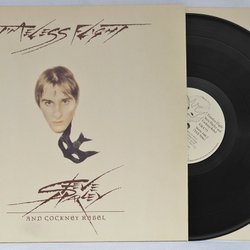 TIMELESS FLIGHT
STEVE
HARLEY
AND COCKNEY REBEL